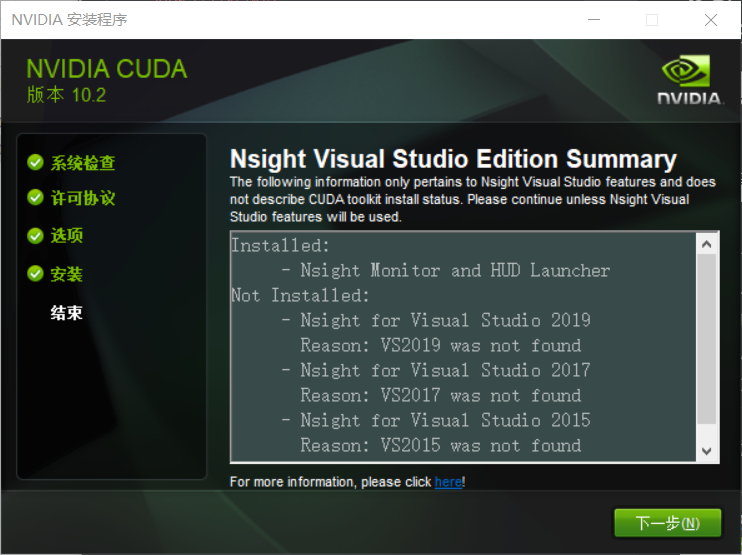 NVIDIA 安装程序
NVIDIA CUDA
版本 10.2
NVIDIA.
系统检查
许可协议
选项
安装
结束
Nsight Visual Studio Edition Summary
The following information only pertains to Nsight Visual Studio features and does
not describe CUDA toolkit install status. Please continue unless Nsight Visual
Studio features will be used.
Installed:
- Nsight Monitor and HUD Launcher
Not Installed:
- Nsight for Visual Studio 2019
Reason: VS2019 was not found
- Nsight for Visual Studio 2017
Reason: VS2017 was not found
- Nsight for Visual Studio 2015
Reason: VS2015 was not found
For more information, please click here!
下一步(N)